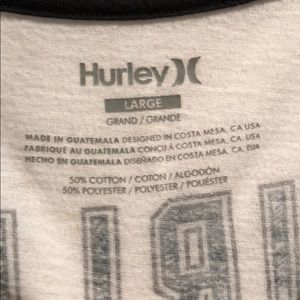 Hurley
LARGE
GRAND / GRANDE
MADE IN GUATEMALA DESIGNED IN COSTA MESA, CA USA
FABRIQUÉ AU GUATEMALA CONÇU À COSTA MESA, CA USA
HECHO EN GUATEMALA DISEÑADO EN COSTA MESA, CA EUA
50% COTTON / COTON / ALGODÓN
50% POLYESTER / POLYESTER / POLIÉSTER